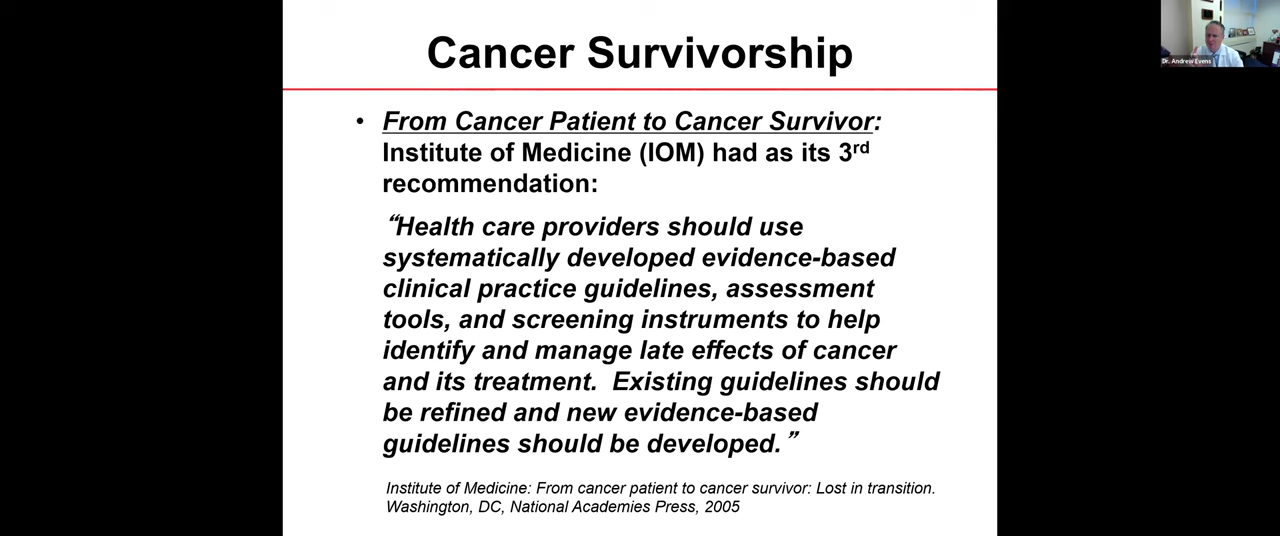 Cancer Survivorship
• From Cancer Patient to Cancer Survivor:
Institute of Medicine (IOM) had as its 3rd
recommendation:
“Health care providers should use
systematically developed evidence-based
clinical practice guidelines, assessment
tools, and screening instruments to help
identify and manage late effects of cancer
and its treatment.  Existing guidelines should
be refined and new evidence-based
guidelines should be developed.”
Institute of Medicine: From cancer patient to cancer survivor: Lost in transition.
Washington, DC, National Academies Press, 2005
Dr. Andrew Evens